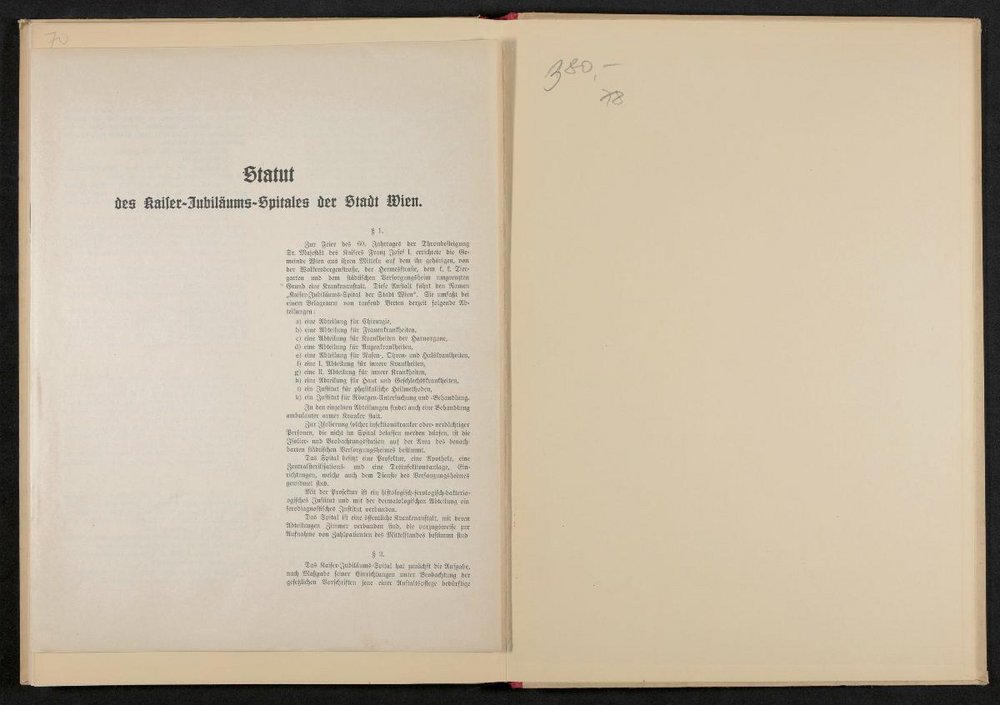 70
Statut
des Kaiser-Jubiläums-Spitales der Stadt Wien.
§ 1.
Zur Feier des 60. Jahrtages der Thronbesteigung
Sr. Majestät des Kaisers Franz Josef I. errichtete die Ge-
meinde Wien aus ihren Mitteln auf dem ihr gehörigen, von
der Wolkersbergenstraße, der Hermesstraße, dem k. k. Tier-
garten und dem städtischen Versorgungsheim umgrenzten
Grund eine Krankenanstalt. Diese Anstalt führt den Namen
„Kaiser-Jubiläums-Spital der Stadt Wien“. Sie umfaßt bei
einem Belagraum von tausend Betten derzeit folgende Ab-
teilungen:
a) eine Abteilung für Chirurgie,
b) eine Abteilung für Frauenkrankheiten,
c) eine Abteilung für Krankheiten der Harnorgane,
d) eine Abteilung für Augenkrankheiten,
e) eine Abteilung für Nasen-, Ohren- und Halskrankheiten,
f) eine I. Abteilung für innere Krankheiten,
g) eine II. Abteilung für innere Krankheiten,
h) eine Abteilung für Haut und Geschlechtskrankheiten,
i) ein Institut für physikalische Heilmethoden,
k) ein Institut für Röntgen-Untersuchung und -Behandlung.
In den einzelnen Abteilungen findet auch eine Behandlung
ambulanter armer Kranker statt.
Zur Isolierung solcher infektionskranker oder -verdächtiger
Personen, die nicht im Spital belassen werden dürfen, ist die
Isolier- und Beobachtungsstation auf der Area des benach-
barten städtischen Versorgungsheimes bestimmt.
Das Spital besitzt eine Prosektur, eine Apotheke, eine
Zentralsterilisations- und eine Desinfektionsanlage, Ein-
richtungen, welche auch dem Dienste des Versorgungsheimes
gewidmet sind.
Mit der Prosektur ist ein histologisch-serologisch-bakterio-
logisches Institut und mit der dermatologischen Abteilung ein
serodiagnostisches Institut verbunden.
Das Spital ist eine öffentliche Krankenanstalt, mit deren
Abteilungen Zimmer verbunden sind, die vorzugsweise zur
Aufnahme von Zahlpatienten des Mittelstandes bestimmt sind
§ 2.
Das Kaiser-Jubiläums-Spital hat zunächst die Aufgabe,
nach Maßgabe seiner Einrichtungen unter Beobachtung der
gesetzlichen Vorschriften jene einer Anstaltspflege bedürftige
380,-